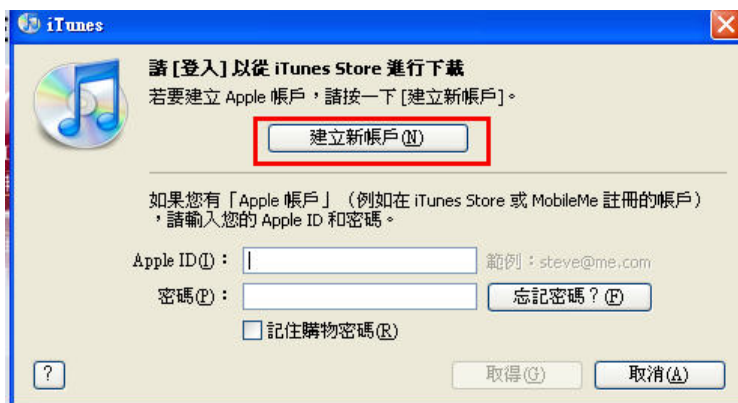 iTunes
請 [登入] 以從 iTunes Store 進行下載
若要建立 Apple 帳戶，請按一下 [建立新帳戶]。
建立新帳戶(N)
如果您有「Apple 帳戶」（例如在 iTunes Store 或 MobileMe 註冊的帳戶）
，請輸入您的 Apple ID 和密碼。
Apple ID(I)： 範例：steve@me.com
密碼(P)： 忘記密碼？(F)
記住購物密碼(R)
? 取得(G) 取消(A)